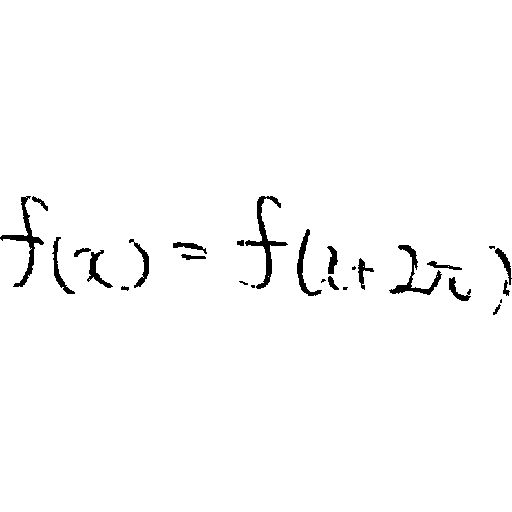 f(x) = f(x + 2π)